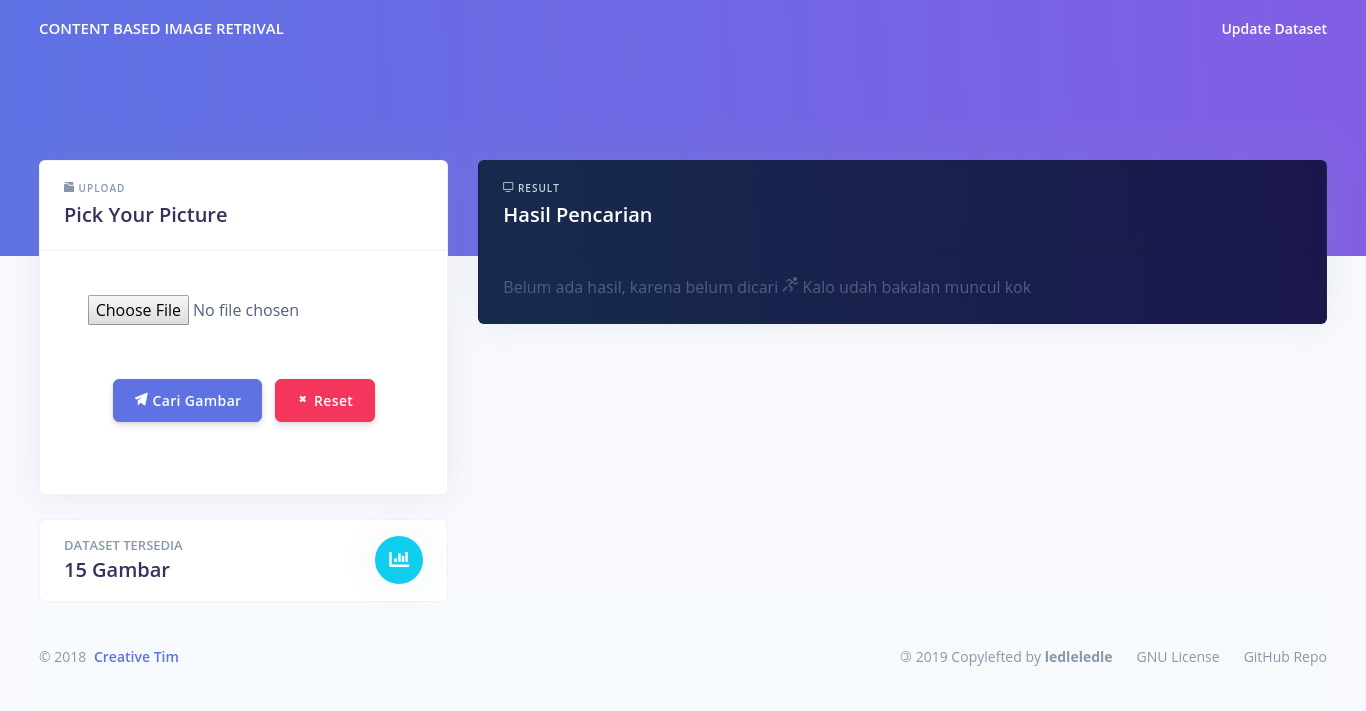 CONTENT BASED IMAGE RETRIVAL
Update Dataset
UPLOAD
Pick Your Picture
Choose File No file chosen
Cari Gambar
Reset
DATASET TERSEDIA
15 Gambar
RESULT
Hasil Pencarian
Belum ada hasil, karena belum dicari Kalo udah bakalan muncul kok
© 2018 Creative Tim
🄯 2019 Copylefted by ledleledle
GNU License
GitHub Repo